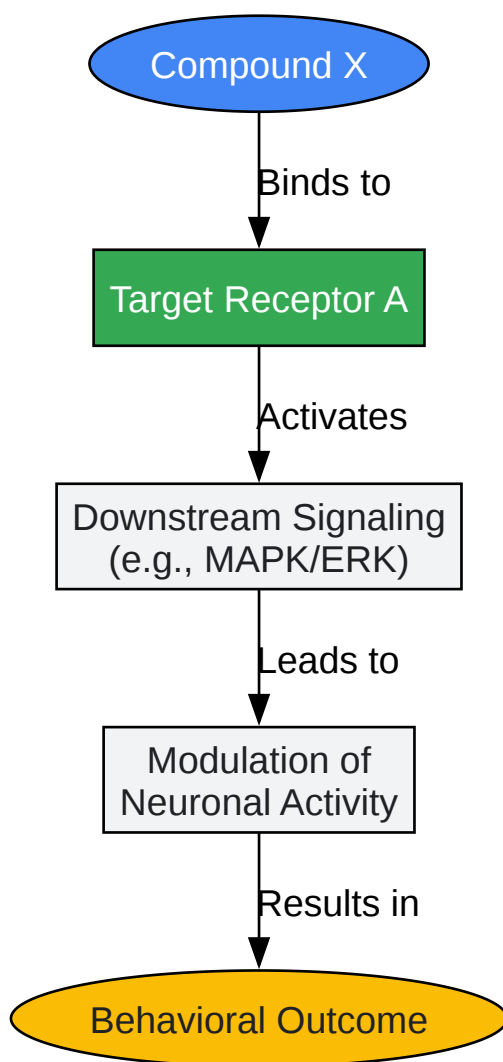 Compound X
Binds to
Target Receptor A
Activates
Downstream Signaling
(e.g., MAPK/ERK)
Leads to
Modulation of
Neuronal Activity
Results in
Behavioral Outcome